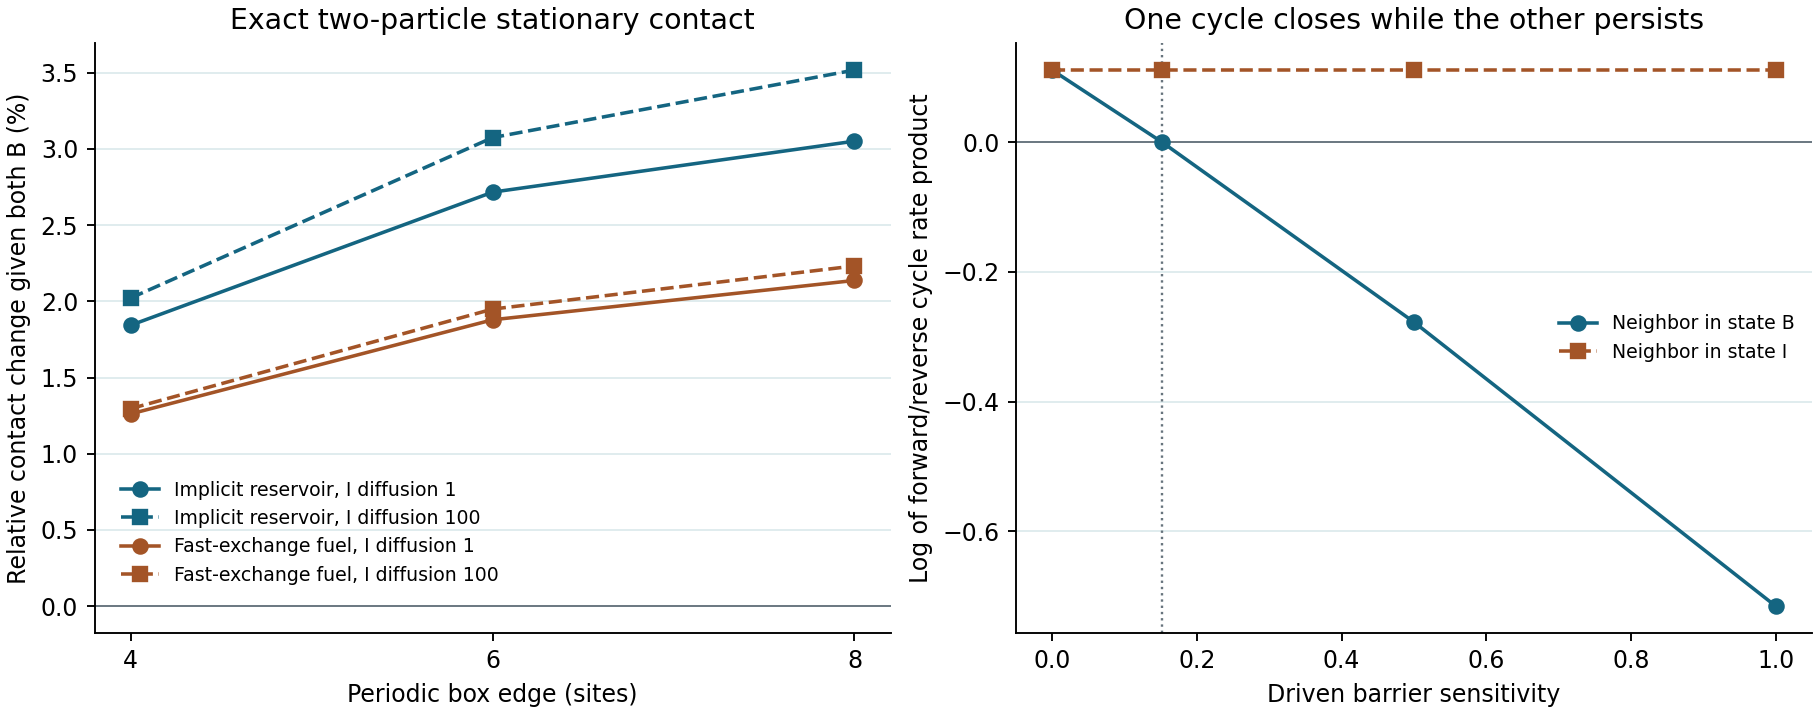 Exact two-particle stationary contact
Relative contact change given both B (%)
3.5
3.0
2.5
2.0
1.5
1.0
0.5
0.0
Implicit reservoir, I diffusion 1
Implicit reservoir, I diffusion 100
Fast-exchange fuel, I diffusion 1
Fast-exchange fuel, I diffusion 100
4
6
8
Periodic box edge (sites)
One cycle closes while the other persists
Log of forward/reverse cycle rate product
0.0
−0.2
−0.4
−0.6
Neighbor in state B
Neighbor in state I
0.0
0.2
0.4
0.6
0.8
1.0
Driven barrier sensitivity